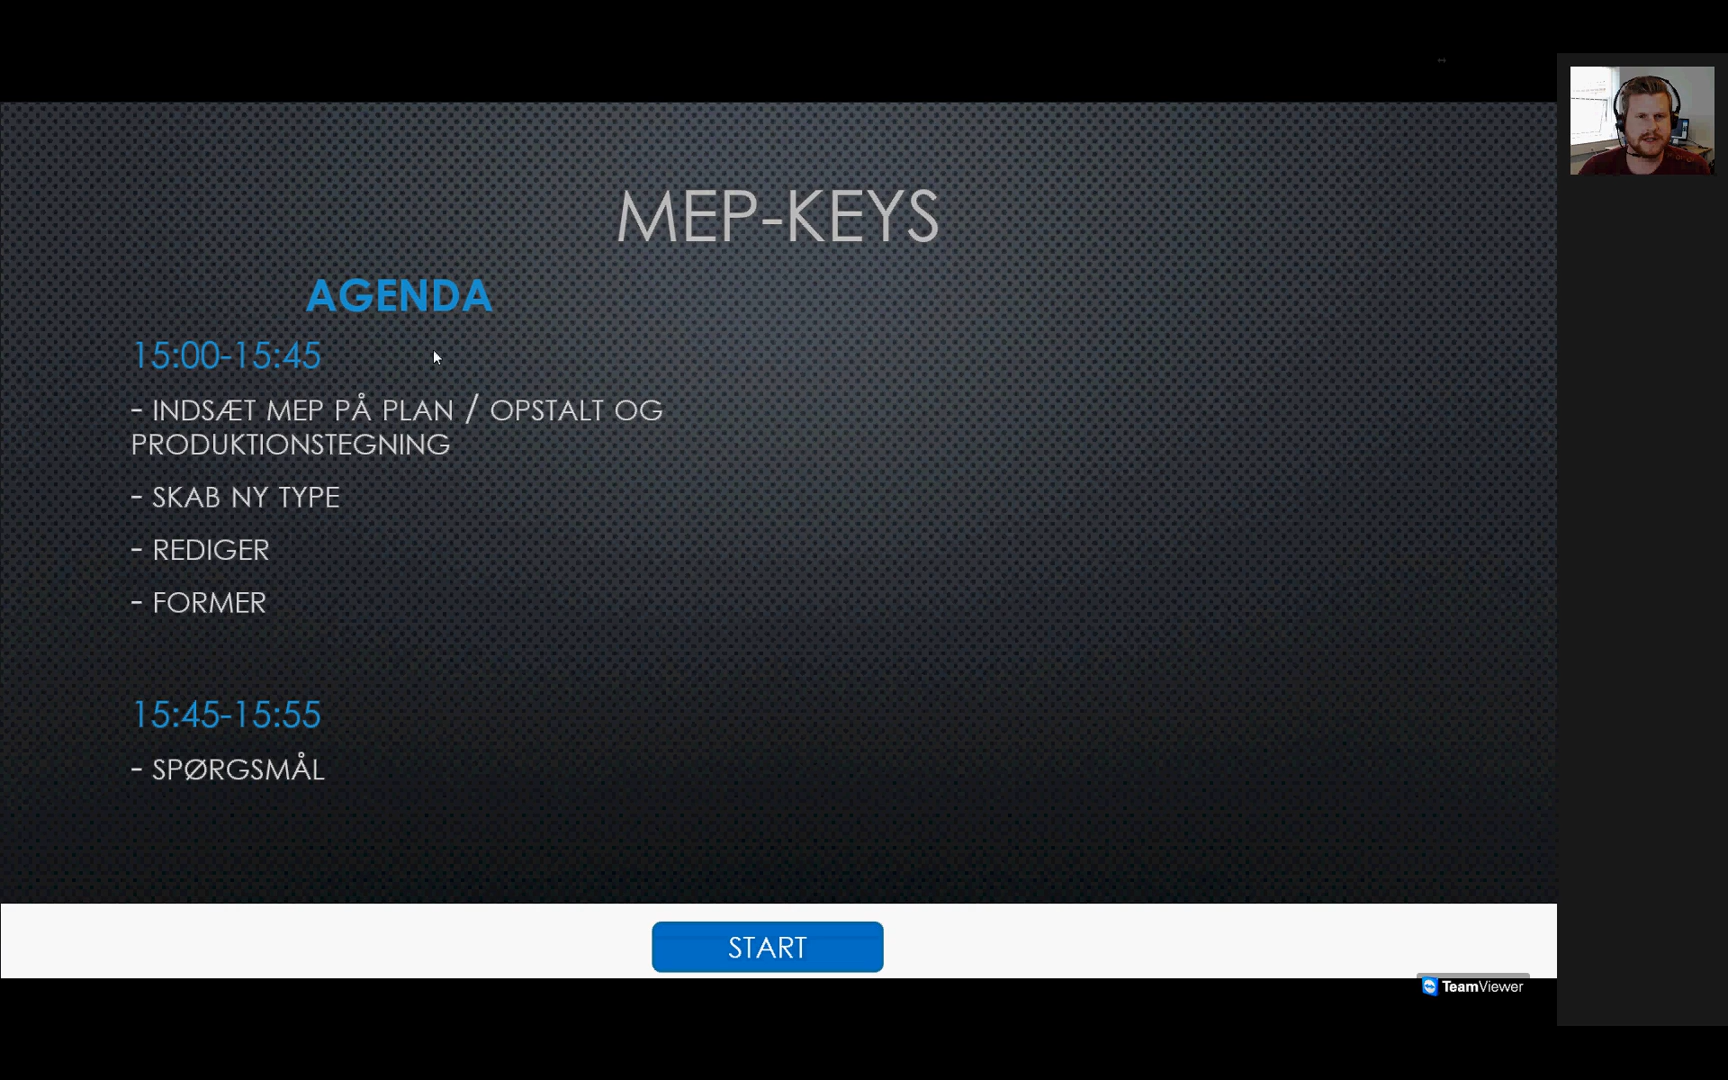 MEP-KEYS
AGENDA
15:00-15:45
- INDSÆT MEP PÅ PLAN / OPSTALT OG
PRODUKTIONSTEGNING
- SKAB NY TYPE
- REDIGER
- FORMER
15:45-15:55
- SPØRGSMÅL
START
TeamViewer